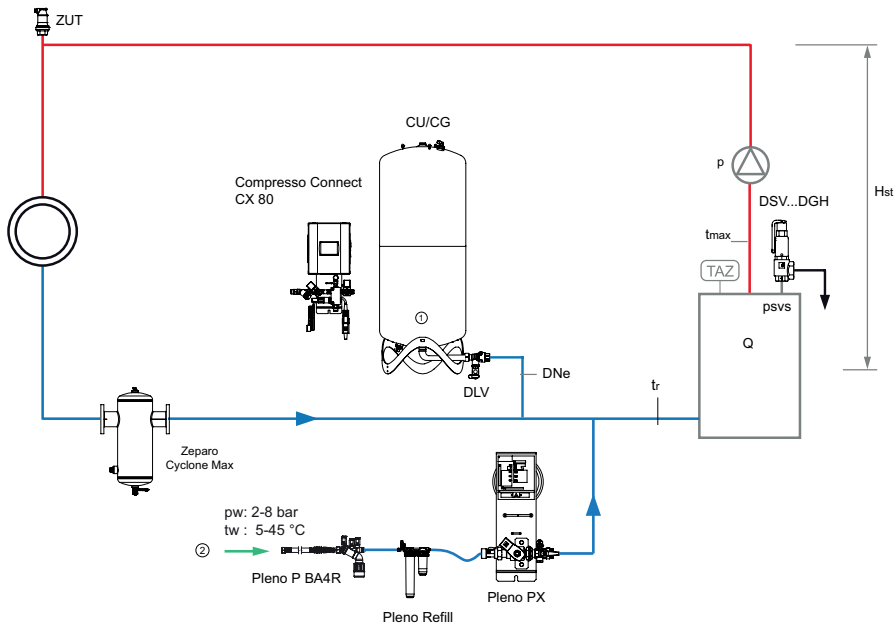 ZUT
CU/CG
Compresso Connect
CX 80
p
Hst
DSV...DGH
tmax
TAZ
psvs
Q
1
DNe
DLV
tr
Zeparo
Cyclone Max
pw: 2-8 bar
tw : 5-45 °C
2
Pleno P BA4R
Pleno Refill
Pleno PX